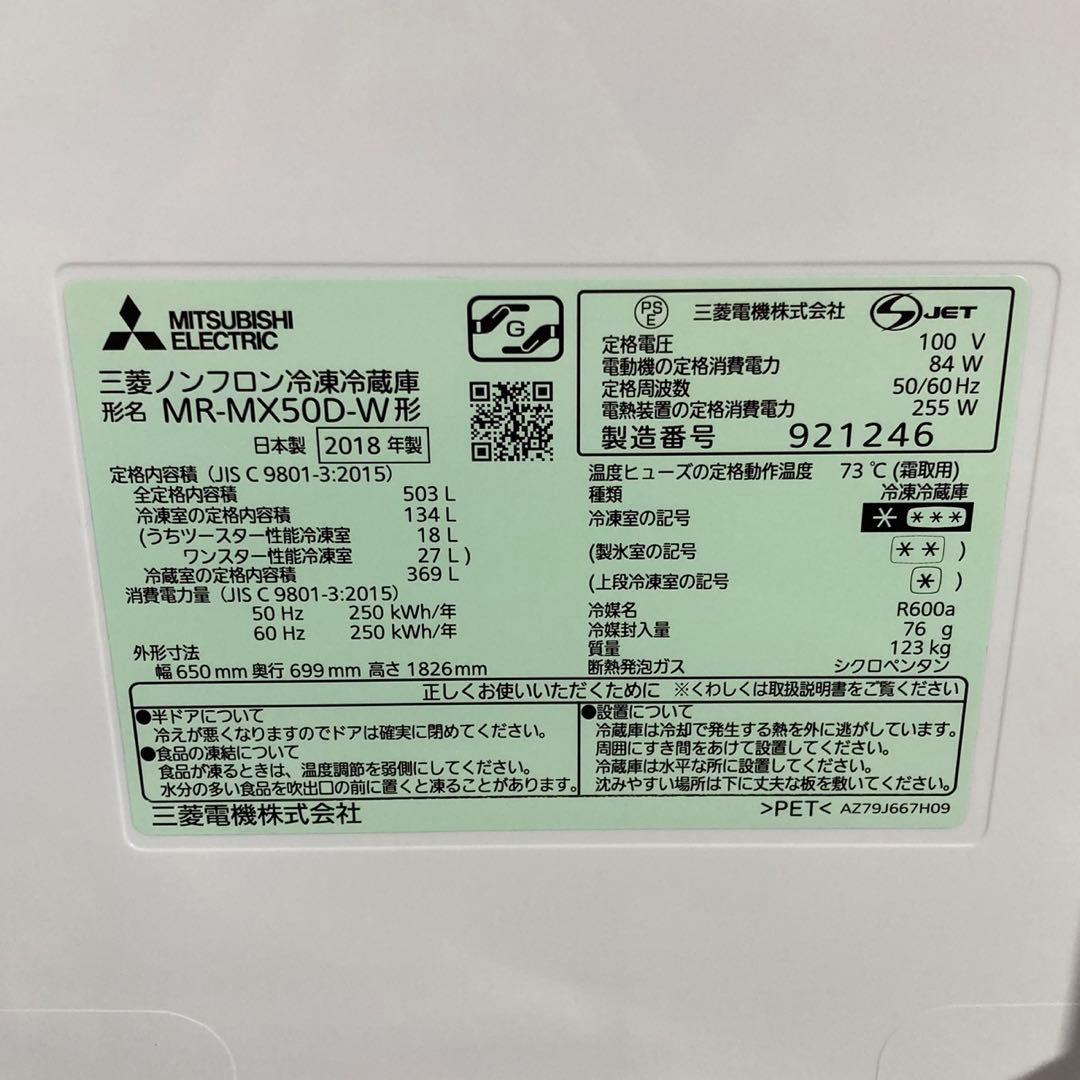 MITSUBISHI
ELECTRIC
G
三菱ノンフロン冷凍冷蔵庫
形名 MR-MX50D-W形
日本製 2018年製
定格内容積(JIS C 9801-3:2015)
全定格内容積 503 L
冷凍室の定格内容積 134 L
(うちツースター性能冷凍室 18 L
ワンスター性能冷凍室 27 L)
冷蔵室の定格内容積 369 L
消費電力量(JIS C 9801-3:2015)
50 Hz 250 kWh/年
60 Hz 250 kWh/年
外形寸法
幅 650 mm 奥行 699 mm 高さ 1826 mm
PSE 三菱電機株式会社 SJET
定格電圧 100 V
電動機の定格消費電力 84 W
定格周波数 50/60 Hz
電熱装置の定格消費電力 255 W
製造番号 921246
温度ヒューズの定格動作温度 73℃(霜取用)
種類 冷凍冷蔵庫
冷凍室の記号 * ***
(製氷室の記号 ** )
(上段冷凍室の記号 * )
冷媒名 R600a
冷媒封入量 76 g
質量 123 kg
断熱発泡ガス シクロペンタン
正しくお使いいただくために ※くわしくは取扱説明書をご覧ください
●半ドアについて
冷えが悪くなりますのでドアは確実に閉めてください。
●食品の凍結について
食品が凍るときは、温度調節を弱側にしてください。
水分の多い食品を吹出口の前に置くと凍ることがあります。
●設置について
冷蔵庫は冷却で発生する熱を外に逃がしています。
周囲にすき間をあけて設置してください。
冷蔵庫は水平な所に設置してください。
沈みやすい場所は下に丈夫な板を敷いてください。
三菱電機株式会社 >PET< AZ79J667H09